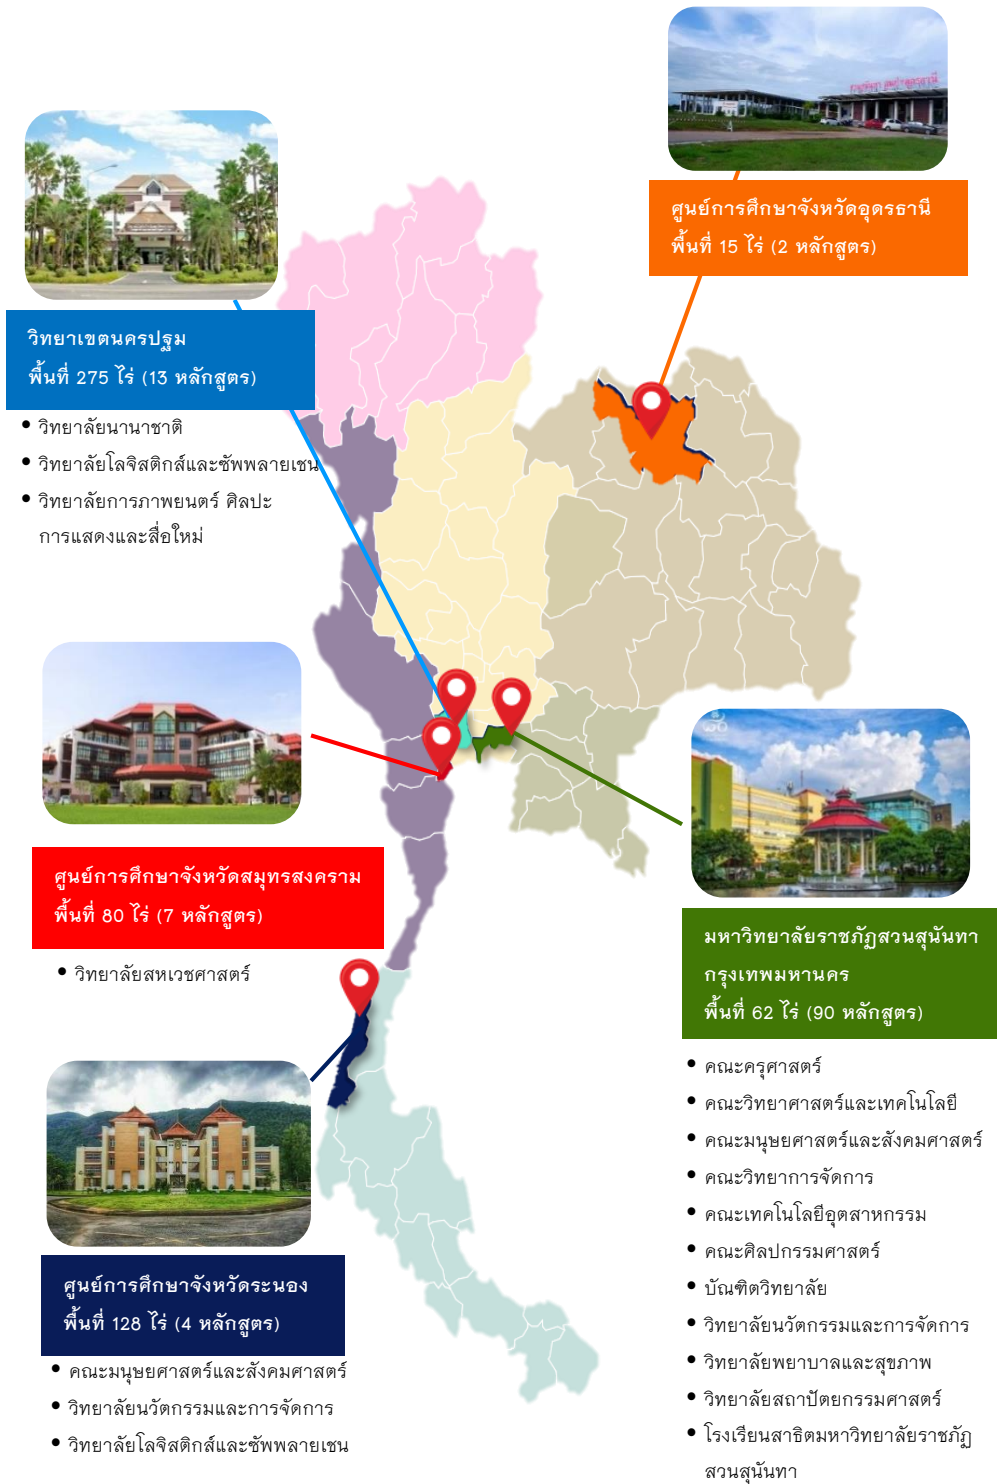 ศูนย์การศึกษาจังหวัดอุดรธานี
พื้นที่ 15 ไร่ (2 หลักสูตร)
วิทยาเขตนครปฐม
พื้นที่ 275 ไร่ (13 หลักสูตร)
• วิทยาลัยนานาชาติ
• วิทยาลัยโลจิสติกส์และซัพพลายเชน
• วิทยาลัยการภาพยนตร์ ศิลปะ
การแสดงและสื่อใหม่
ศูนย์การศึกษาจังหวัดสมุทรสงคราม
พื้นที่ 80 ไร่ (7 หลักสูตร)
• วิทยาลัยสหเวชศาสตร์
มหาวิทยาลัยราชภัฏสวนสุนันทา
กรุงเทพมหานคร
พื้นที่ 62 ไร่ (90 หลักสูตร)
• คณะครุศาสตร์
• คณะวิทยาศาสตร์และเทคโนโลยี
• คณะมนุษยศาสตร์และสังคมศาสตร์
• คณะวิทยาการจัดการ
• คณะเทคโนโลยีอุตสาหกรรม
• คณะศิลปกรรมศาสตร์
• บัณฑิตวิทยาลัย
• วิทยาลัยนวัตกรรมและการจัดการ
• วิทยาลัยพยาบาลและสุขภาพ
• วิทยาลัยสถาปัตยกรรมศาสตร์
• โรงเรียนสาธิตมหาวิทยาลัยราชภัฏ
สวนสุนันทา
ศูนย์การศึกษาจังหวัดระนอง
พื้นที่ 128 ไร่ (4 หลักสูตร)
• คณะมนุษยศาสตร์และสังคมศาสตร์
• วิทยาลัยนวัตกรรมและการจัดการ
• วิทยาลัยโลจิสติกส์และซัพพลายเชน